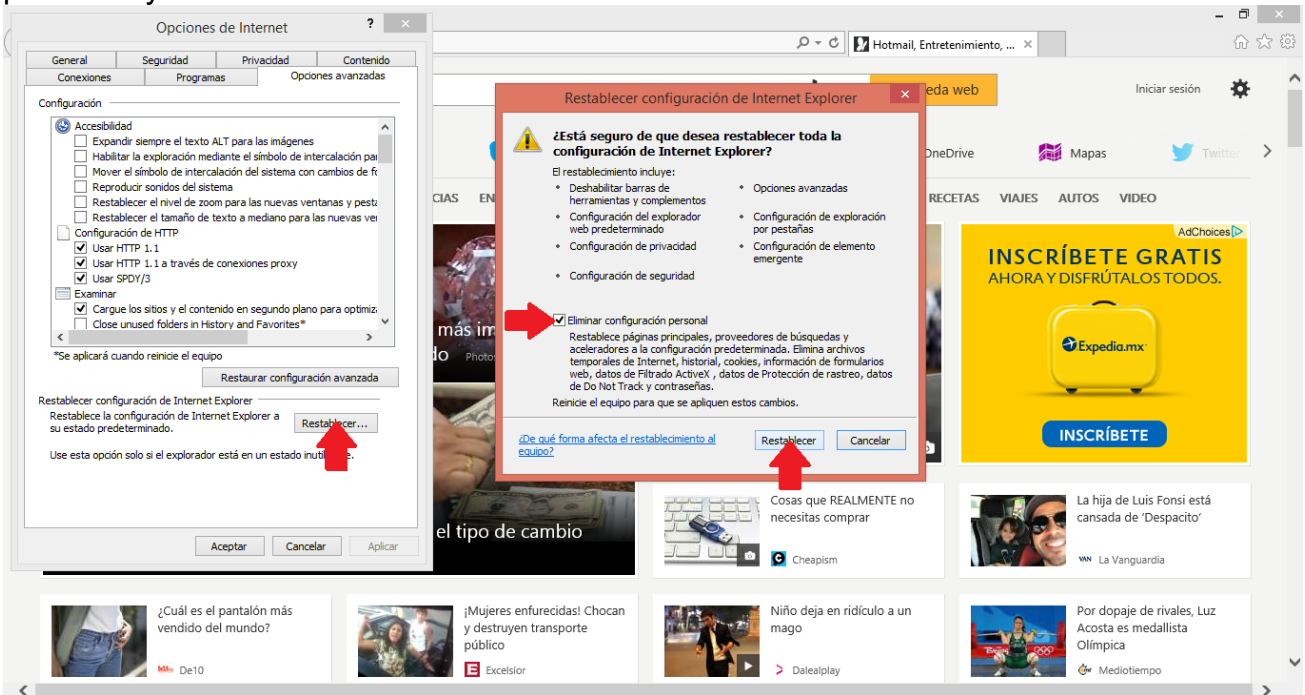 Opciones de Internet
?
General
Seguridad
Privacidad
Contenido
Conexiones
Programas
Opciones avanzadas
Configuración
Accesibilidad
Expandir siempre el texto ALT para las imágenes
Habilitar la exploración mediante el símbolo de intercalación
Mover el símbolo de intercalación del sistema con cambios de
Reproducir sonidos del sistema
Restablecer el nivel de zoom para las nuevas ventanas y
Restablecer el tamaño de texto a mediano para las nuevas
Configuración de HTTP
Usar HTTP 1.1
Usar HTTP 1.1 a través de conexiones proxy
Usar SPDY/3
Examinar
Cargue los sitios y el contenido en segundo plano para
Close unused folders in History and Favorites*
*Se aplicará cuando reinicie el equipo
Restaurar configuración avanzada
Restablecer configuración de Internet Explorer
Restablece la configuración de Internet Explorer a
su estado predeterminado.
Restablecer...
Use esta opción solo si el explorador está en un estado
Aceptar
Cancelar
Aplicar
Hotmail, Entretenimiento, ...
web
Iniciar sesión
OneDrive
Mapas
Twitter
RECETAS
VIAJES
AUTOS
VIDEO
Restablecer configuración de Internet Explorer
¿Está seguro de que desea restablecer toda la
configuración de Internet Explorer?
El restablecimiento incluye:
Deshabilitar barras de
herramientas y complementos
Configuración del explorador
web predeterminado
Configuración de privacidad
Configuración de seguridad
Opciones avanzadas
Configuración de exploración
por pestañas
Configuración de elemento
emergente
Eliminar configuración personal
Restablece páginas principales, proveedores de búsquedas y
aceleradores a la configuración predeterminada. Elimina archivos
temporales de Internet, historial, cookies, información de formularios
web, datos de Filtrado ActiveX , datos de Protección de rastreo, datos
de Do Not Track y contraseñas.
Reinicie el equipo para que se apliquen estos cambios.
¿De qué forma afecta el restablecimiento al
equipo?
Restablecer
Cancelar
más
Photos
el tipo de cambio
AdChoices
INSCRÍBETE GRATIS
AHORA Y DISFRÚTALOS TODOS.
Expedia.mx
INSCRÍBETE
Cosas que REALMENTE no
necesitas comprar
Cheapism
La hija de Luis Fonsi está
cansada de 'Despacito'
VAN La Vanguardia
¿Cuál es el pantalón más
vendido del mundo?
De10
¡Mujeres enfurecidas! Chocan
y destruyen transporte
público
E Excelsior
Niño deja en ridículo a un
mago
Dalealplay
Por dopaje de rivales, Luz
Acosta es medallista
Olímpica
Mediotiempo